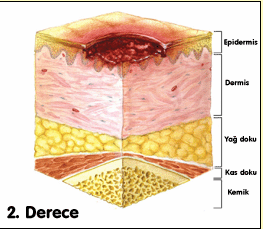 Epidermis
Dermis
Yağ doku
Kas doku
Kemik
2. Derece